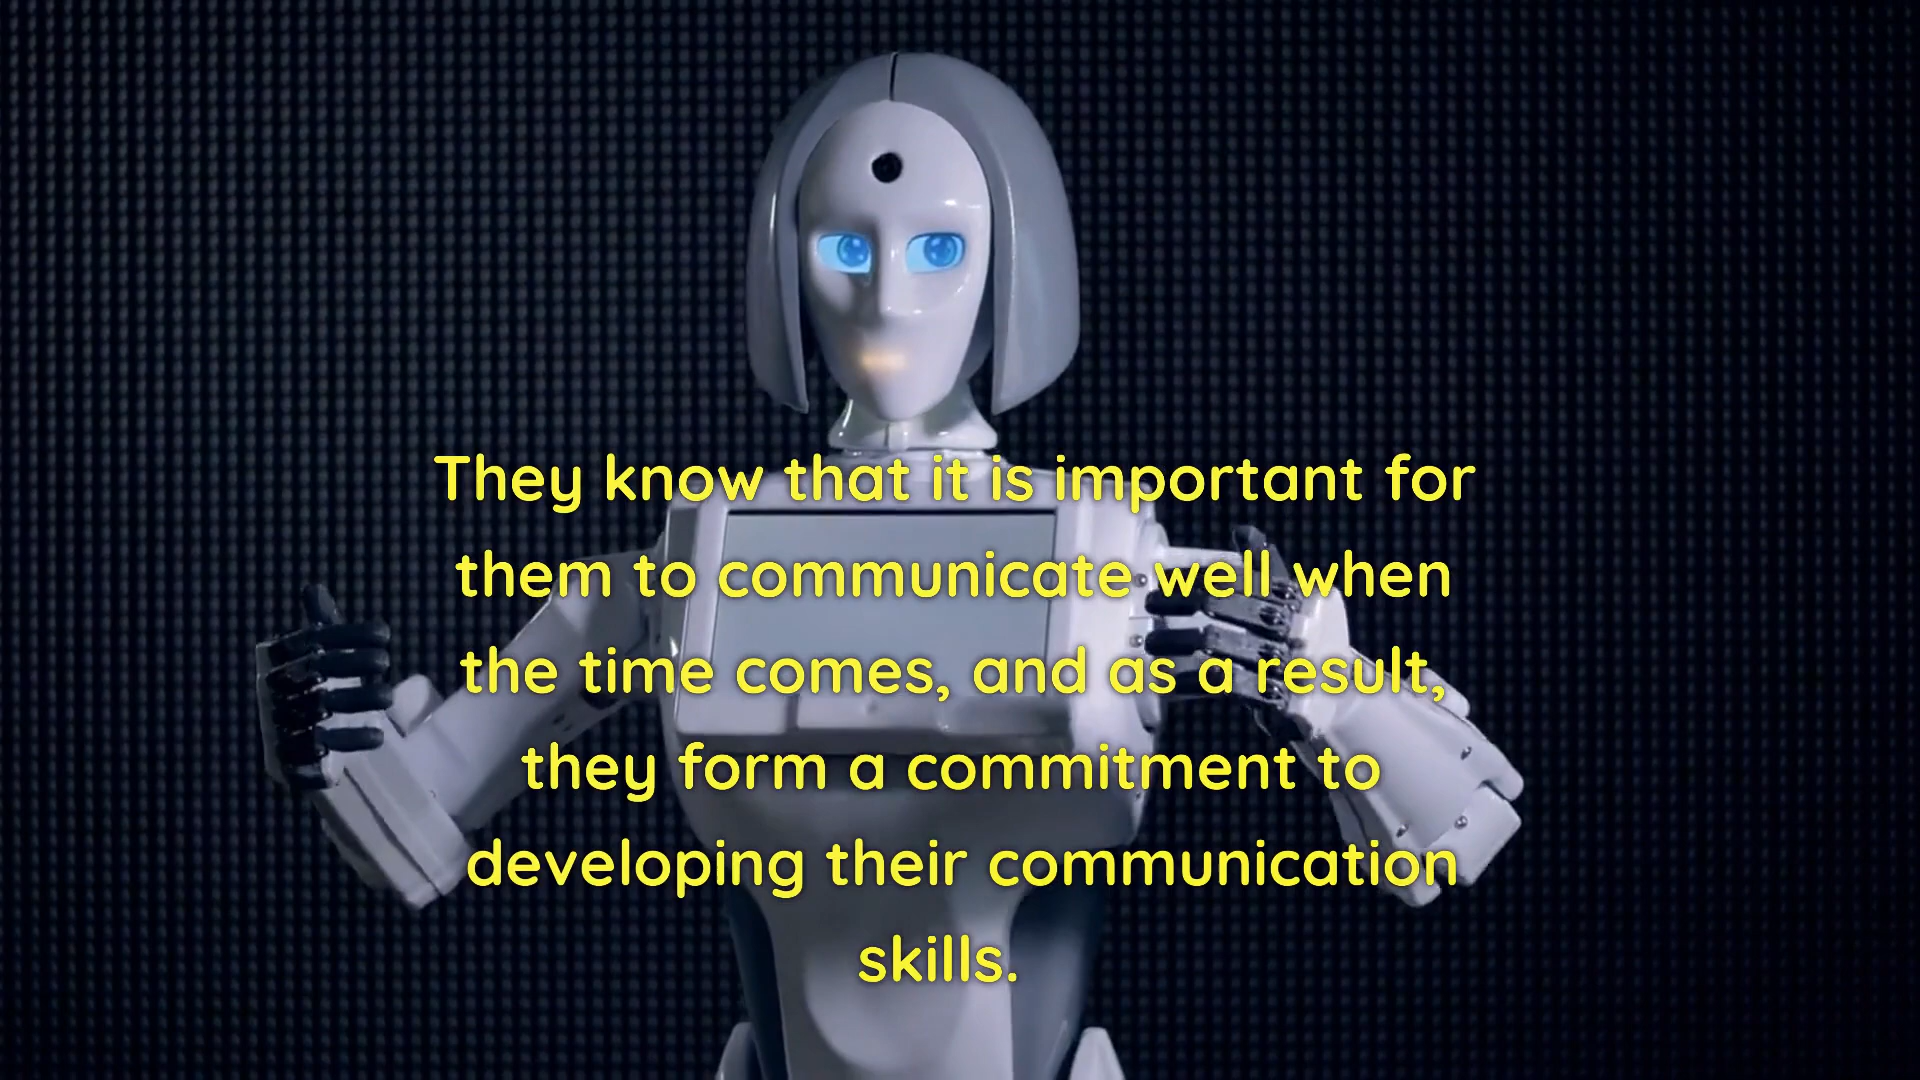 They know that it is important for
them to communicate well when
the time comes, and as a result,
they form a commitment to
developing their communication
skills.